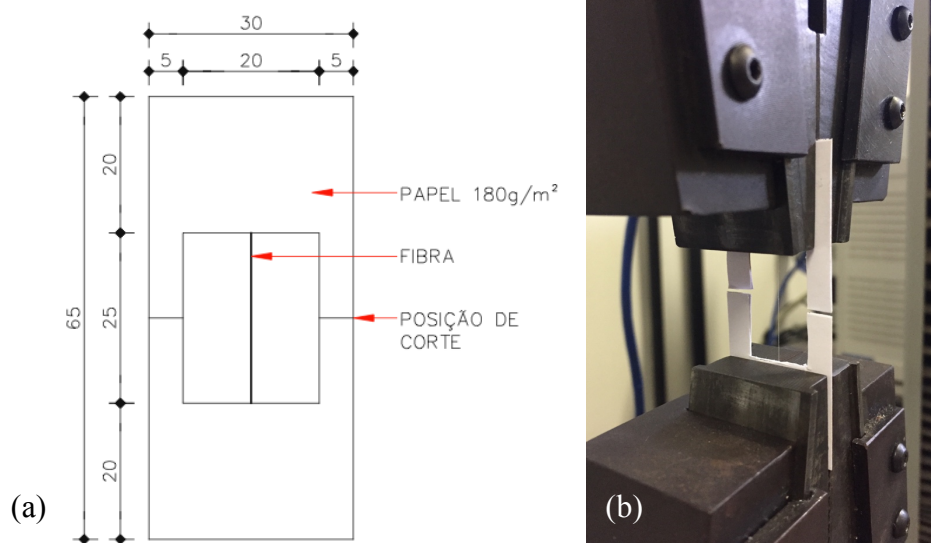 30
5 20 5
20
PAPEL 180g/m²
FIBRA
65
25
POSIÇÃO DE
CORTE
20
(a)
(b)